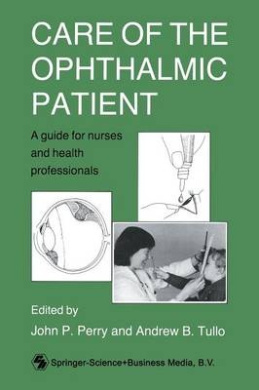 CARE OF THE
OPHTHALMIC
PATIENT
A guide for nurses
and health
professionals
Edited by
John P. Perry and Andrew B. Tullo
Springer-Science+Business Media, B.V.